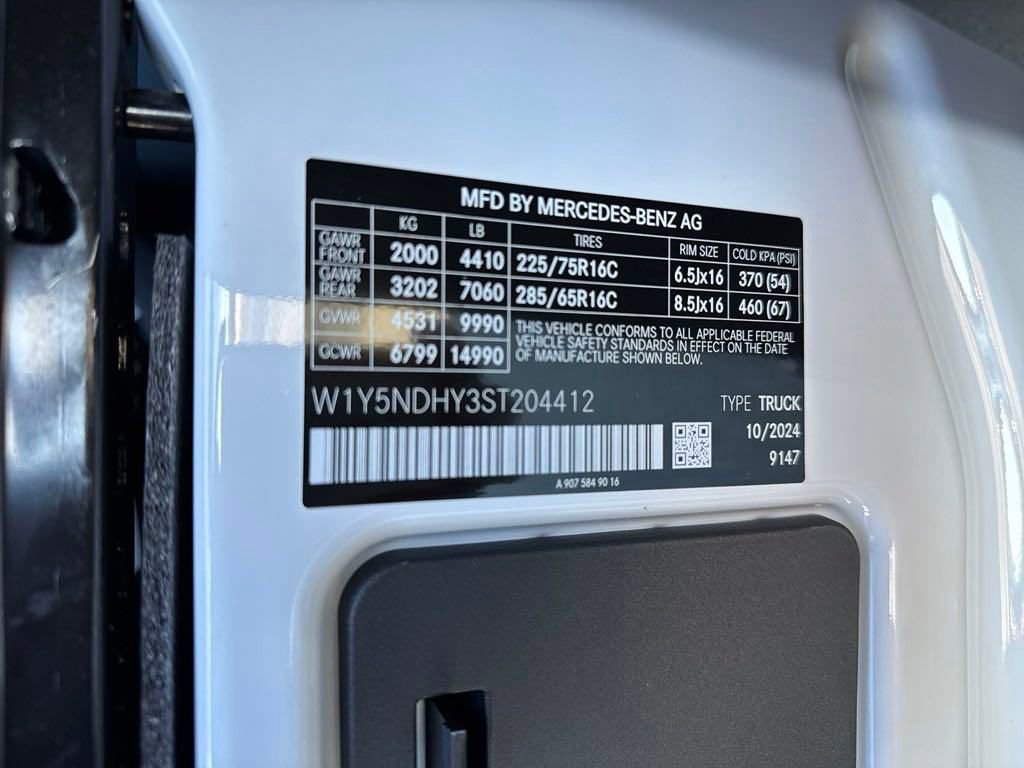 MFD BY MERCEDES-BENZ AG
KG LB TIRES RIM SIZE COLD KPA (PSI)
GAWR FRONT 2000 4410 225/75R16C 6.5Jx16 370 (54)
GAWR REAR 3202 7060 285/65R16C 8.5Jx16 460 (67)
GVWR 4531 9990
GCWR 6799 14990
THIS VEHICLE CONFORMS TO ALL APPLICABLE FEDERAL
VEHICLE SAFETY STANDARDS IN EFFECT ON THE DATE
OF MANUFACTURE SHOWN ABOVE.
W1Y5NDHY3ST204412
TYPE TRUCK
10/2024
9147
A 907 584 90 16